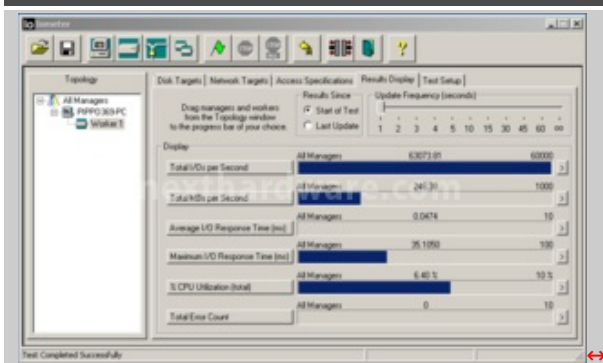 Iometer
Topology
All Managers
PIPPO369-PC
Worker 1
Disk Targets
Network Targets
Access Specifications
Results Display
Test Setup
Drag managers and workers
from the Topology window
to the progress bar of your choice.
Results Since
Start of Test
Last Update
Update Frequency (seconds)
1 2 3 4 5 10 15 30 45 60 ∞
Display
All Managers 63073.81 60000
Total I/Os per Second
nexthardware.com
All Managers 246.38 1000
Total MBs per Second
All Managers 0.0474 10
Average I/O Response Time (ms)
All Managers 35.1050 100
Maximum I/O Response Time (ms)
All Managers 6.40 % 10 %
% CPU Utilization (total)
All Managers 0 10
Total Error Count
Test Completed Successfully